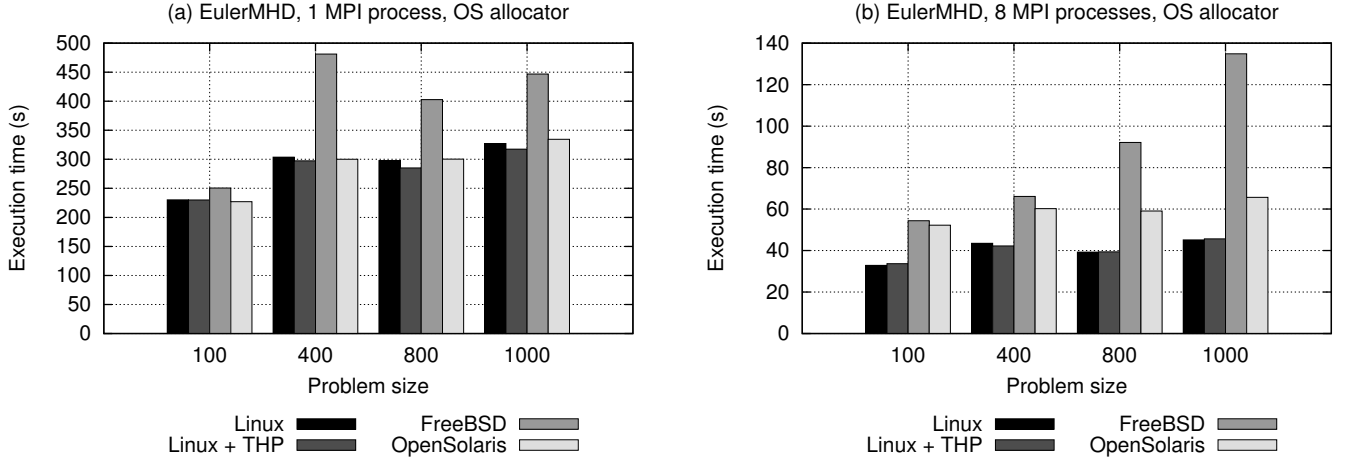 (a) EulerMHD, 1 MPI process, OS allocator
Execution time (s)
500
450
400
350
300
250
200
150
100
50
0
100 400 800 1000
Problem size
Linux FreeBSD
Linux + THP OpenSolaris
(b) EulerMHD, 8 MPI processes, OS allocator
Execution time (s)
140
120
100
80
60
40
20
0
100 400 800 1000
Problem size
Linux FreeBSD
Linux + THP OpenSolaris